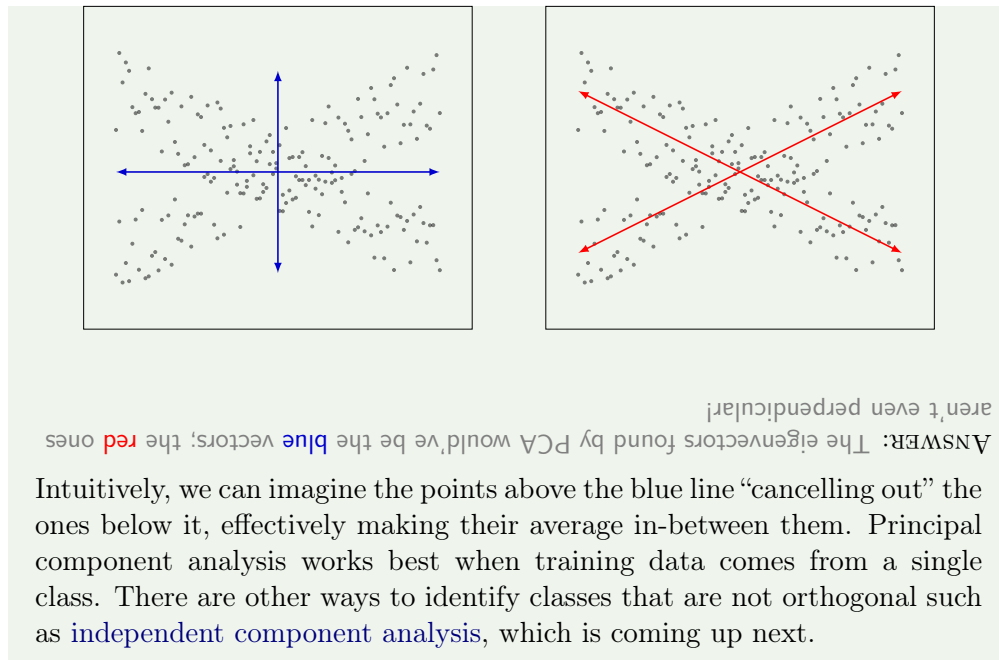 ANSWER: The eigenvectors found by PCA would've be the blue vectors; the red ones
aren't even perpendicular!
Intuitively, we can imagine the points above the blue line “cancelling out” the
ones below it, effectively making their average in-between them. Principal
component analysis works best when training data comes from a single
class. There are other ways to identify classes that are not orthogonal such
as independent component analysis, which is coming up next.